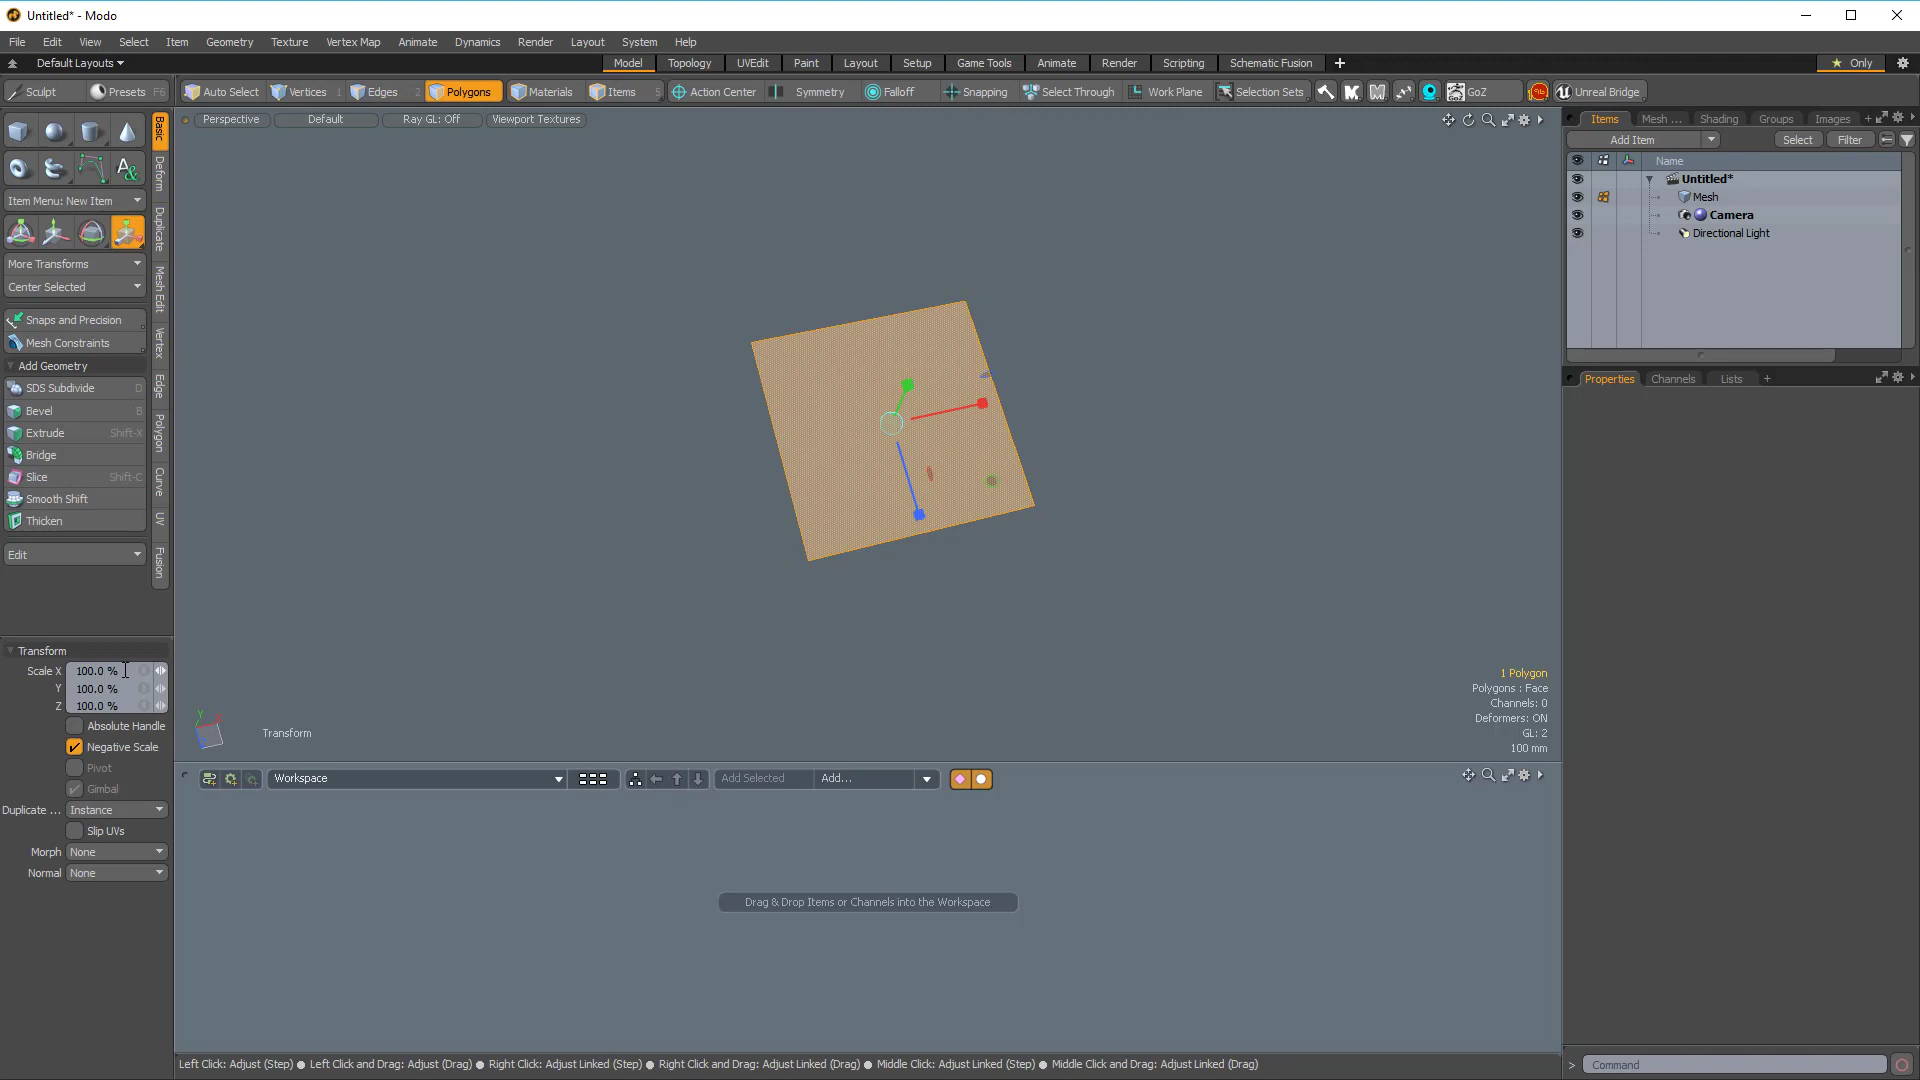 Untitled* - Modo
File Edit View Select Item Geometry Texture Vertex Map Animate Dynamics Render Layout System Help
Default Layouts Model Topology UVEdit Paint Layout Setup Game Tools Animate Render Scripting Schematic Fusion + Only
Sculpt Presets F6 Auto Select Vertices 1 Edges 2 Polygons Materials Items 5 Action Center Symmetry Falloff Snapping Select Through Work Plane Selection Sets GoZ Unreal Bridge
Perspective Default Ray GL: Off Viewport Textures
Items Mesh ... Shading Groups Images +
Add Item Select Filter
Name
Untitled*
Mesh
Camera
Directional Light
Properties Channels Lists +
Basic
Deform
Duplicate
Mesh Edit
Vertex
Edge
Polygon
Curve
UV
Fusion
Item Menu: New Item
More Transforms
Center Selected
Snaps and Precision
Mesh Constraints
Add Geometry
SDS Subdivide D
Bevel B
Extrude Shift-X
Bridge
Slice Shift-C
Smooth Shift
Thicken
Edit
Transform
Scale X 100.0 %
Y 100.0 %
Z 100.0 %
Absolute Handle
Negative Scale
Pivot
Gimbal
Duplicate ... Instance
Slip UVs
Morph None
Normal None
Y
Transform
1 Polygon
Polygons : Face
Channels: 0
Deformers: ON
GL: 2
100 mm
Workspace Add Selected Add...
Drag & Drop Items or Channels into the Workspace
Left Click: Adjust (Step) ● Left Click and Drag: Adjust (Drag) ● Right Click: Adjust Linked (Step) ● Right Click and Drag: Adjust Linked (Drag) ● Middle Click: Adjust Linked (Step) ● Middle Click and Drag: Adjust Linked (Drag)
> Command